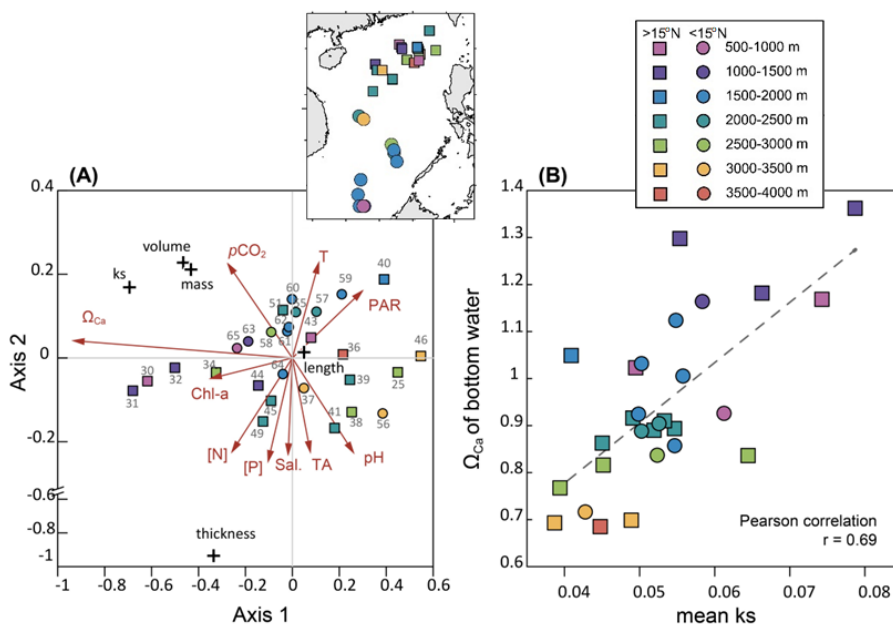 >15°N <15°N
500-1000 m
1000-1500 m
1500-2000 m
2000-2500 m
2500-3000 m
3000-3500 m
3500-4000 m
(A)
0.4
0.2
0
-0.2
-0.6
-0.6
-0.8
-1
Axis 2
-1 -0.8 -0.6 -0.4 -0.2 0 0.2 0.4 0.6
Axis 1
volume
ks
mass
pCO₂
T
PAR
Ω Ca
Chl-a
length
[N]
[P]
Sal.
TA
pH
thickness
60
59
40
51
55
57
62
43
65
63
58
61
36
46
30
34
31
32
44
64
37
39
25
45
49
41
38
56
(B)
1.4
1.3
1.2
1.1
1
0.9
0.8
0.7
0.6
Ω Ca of bottom water
0.04 0.05 0.06 0.07 0.08
mean ks
Pearson correlation
r = 0.69